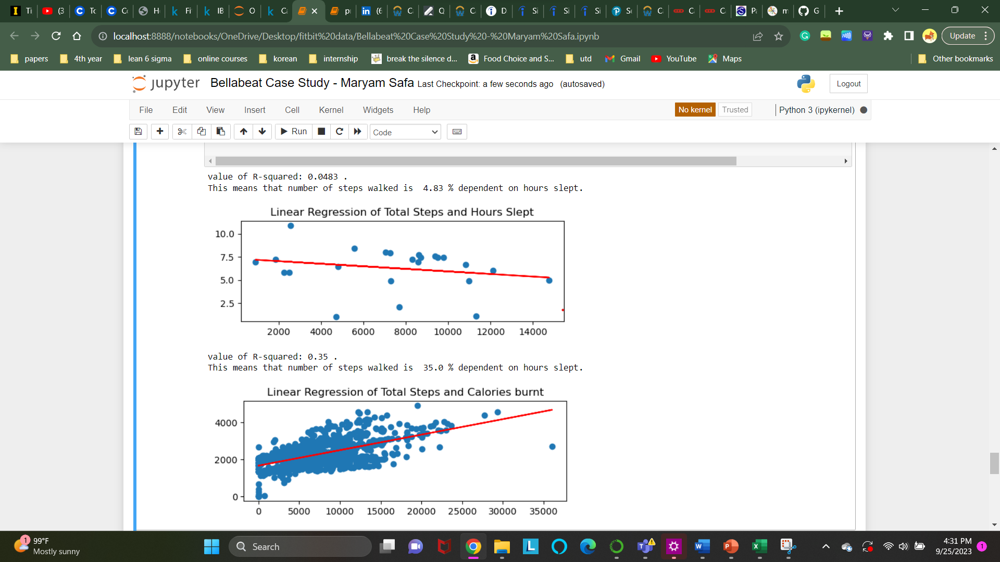 Ti (3 Tc Cc H Fi IB O C pi (6 C Q C D Si Si Si Se C C C P m G
localhost:8888/notebooks/OneDrive/Desktop/fitbit%20data/Bellabeat%20Case%20Study%20-%20Maryam%20Safa.ipynb Update
papers 4th year lean 6 sigma online courses korean internship break the silence d... Food Choice and S... utd Gmail YouTube Maps Other bookmarks
jupyter Bellabeat Case Study - Maryam Safa Last Checkpoint: a few seconds ago (autosaved) Logout
File Edit View Insert Cell Kernel Widgets Help No kernel Trusted Python 3 (ipykernel)
Run Code
value of R-squared: 0.0483 .
This means that number of steps walked is  4.83 % dependent on hours slept.
Linear Regression of Total Steps and Hours Slept
10.0
7.5
5.0
2.5
2000 4000 6000 8000 10000 12000 14000
value of R-squared: 0.35 .
This means that number of steps walked is  35.0 % dependent on hours slept.
Linear Regression of Total Steps and Calories burnt
4000
2000
0
0 5000 10000 15000 20000 25000 30000 35000
1 99°F
Mostly sunny
Search
4:31 PM
9/25/2023 1